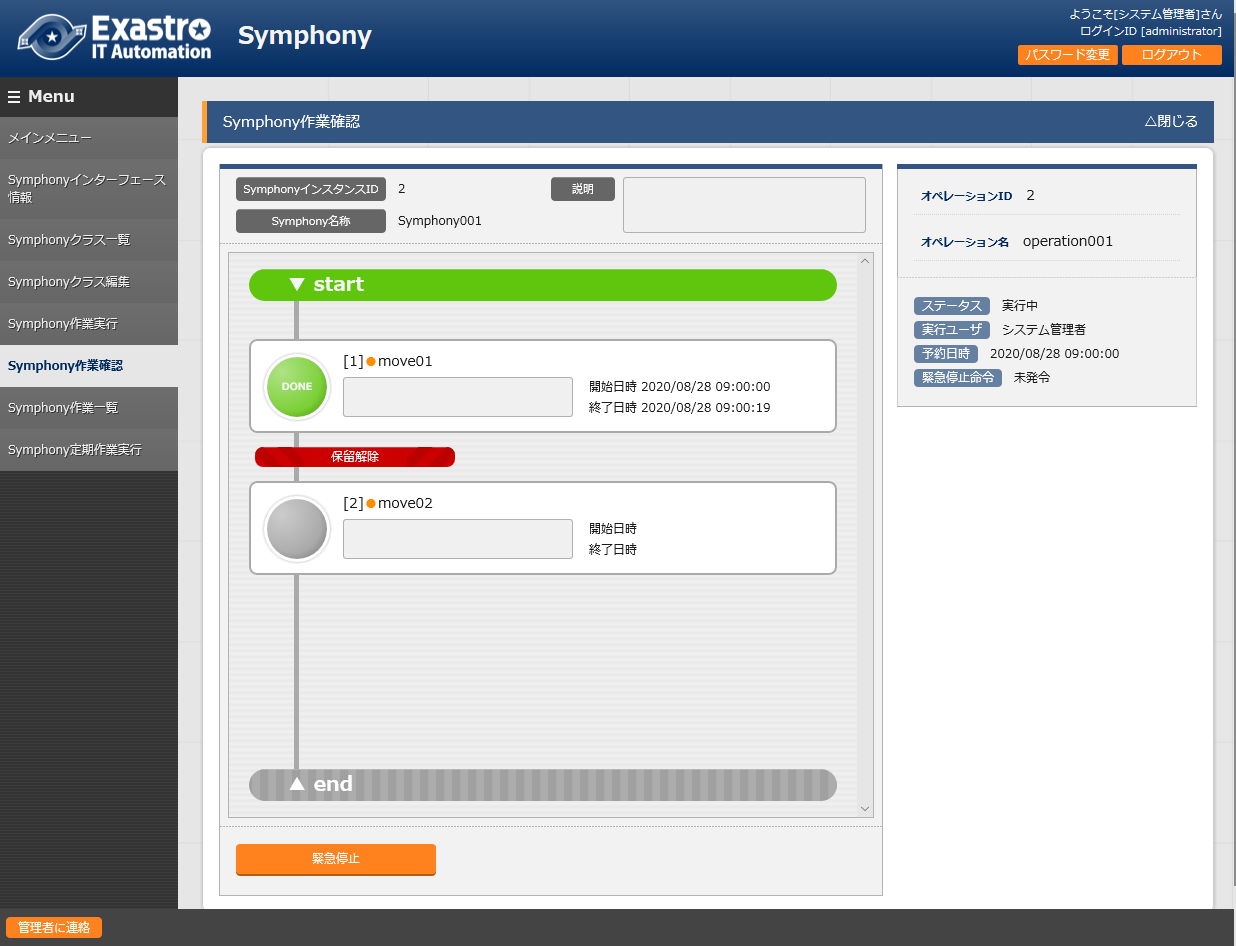 Exastro
IT Automation
Symphony
ようこそ[システム管理者]さん
ログインID [administrator]
パスワード変更
ログアウト
Menu
メインメニュー
Symphonyインターフェース
情報
Symphonyクラス一覧
Symphonyクラス編集
Symphony作業実行
Symphony作業確認
Symphony作業一覧
Symphony定期作業実行
Symphony作業確認
△閉じる
SymphonyインスタンスID 2
説明
Symphony名称 Symphony001
▼ start
DONE
[1]●move01
開始日時 2020/08/28 09:00:00
終了日時 2020/08/28 09:00:19
保留解除
[2]●move02
開始日時
終了日時
▲ end
緊急停止
オペレーションID 2
オペレーション名 operation001
ステータス 実行中
実行ユーザ システム管理者
予約日時 2020/08/28 09:00:00
緊急停止命令 未発令
管理者に連絡